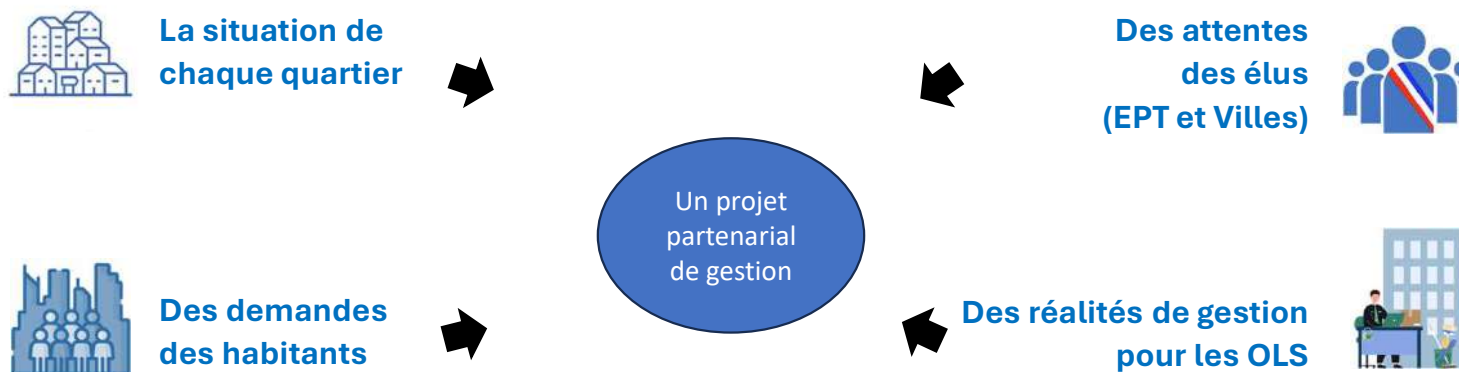 La situation de
chaque quartier
Des attentes
des élus
(EPT et Villes)
Un projet
partenarial
de gestion
Des demandes
des habitants
Des réalités de gestion
pour les OLS